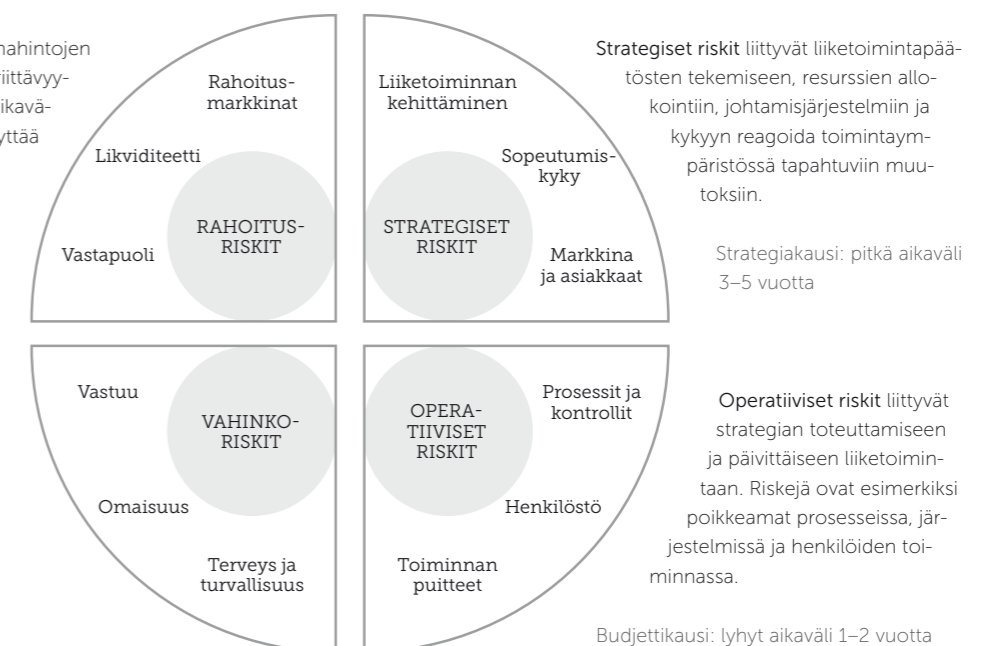 Rahoitus-
markkinat
Likviditeetti
Vastapuoli
RAHOITUS-
RISKIT
Liiketoiminnan
kehittäminen
Sopeutumis-
kyky
STRATEGISET
RISKIT
Markkina
ja asiakkaat
Strategiset riskit liittyvät liiketoimintapää-
tösten tekemiseen, resurssien allo-
kointiin, johtamisjärjestelmiin ja
kykyyn reagoida toimintaym-
päristössä tapahtuviin muu-
toksiin.
Strategiakausi: pitkä aikaväli
3–5 vuotta
Vastuu
VAHINKO-
RISKIT
Omaisuus
Terveys ja
turvallisuus
OPERA-
TIIVISET
RISKIT
Prosessit ja
kontrollit
Henkilöstö
Toiminnan
puitteet
Operatiiviset riskit liittyvät
strategian toteuttamiseen
ja päivittäiseen liiketoimin-
taan. Riskejä ovat esimerkiksi
poikkeamat prosesseissa, jär-
jestelmissä ja henkilöiden toi-
minnassa.
Budjettikausi: lyhyt aikaväli 1–2 vuotta